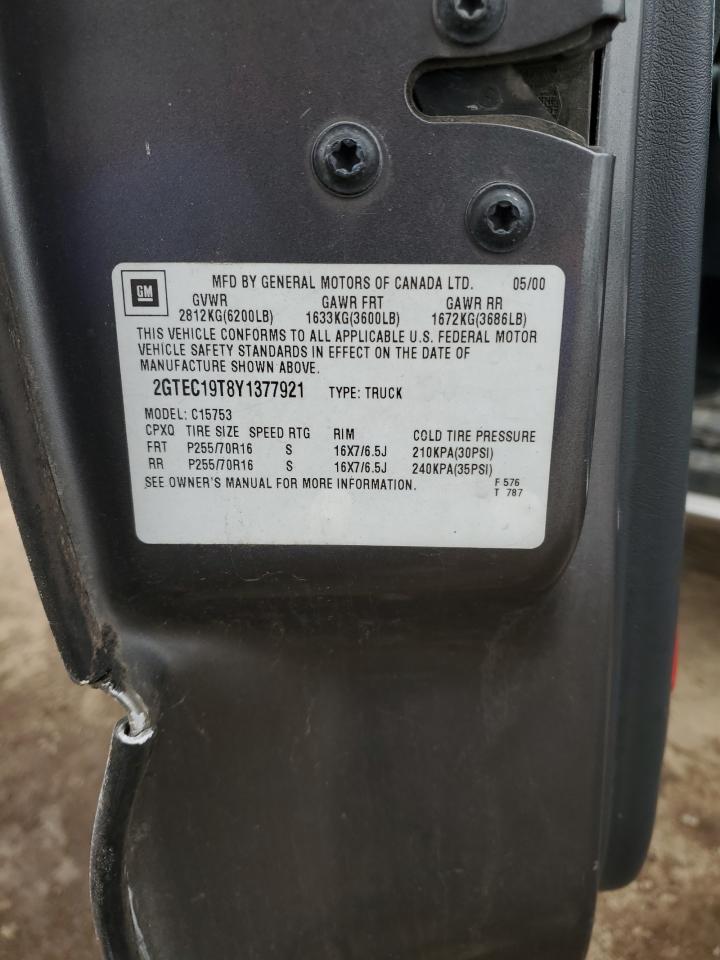 GM
MFD BY GENERAL MOTORS OF CANADA LTD. 05/00
GVWR GAWR FRT GAWR RR
2812KG(6200LB) 1633KG(3600LB) 1672KG(3686LB)
THIS VEHICLE CONFORMS TO ALL APPLICABLE U.S. FEDERAL MOTOR
VEHICLE SAFETY STANDARDS IN EFFECT ON THE DATE OF
MANUFACTURE SHOWN ABOVE.
2GTEC19T8Y1377921 TYPE: TRUCK
MODEL: C15753
CPXQ TIRE SIZE SPEED RTG RIM COLD TIRE PRESSURE
FRT P255/70R16 S 16X7/6.5J 210KPA(30PSI)
RR P255/70R16 S 16X7/6.5J 240KPA(35PSI)
SEE OWNER'S MANUAL FOR MORE INFORMATION. F 576
T 787